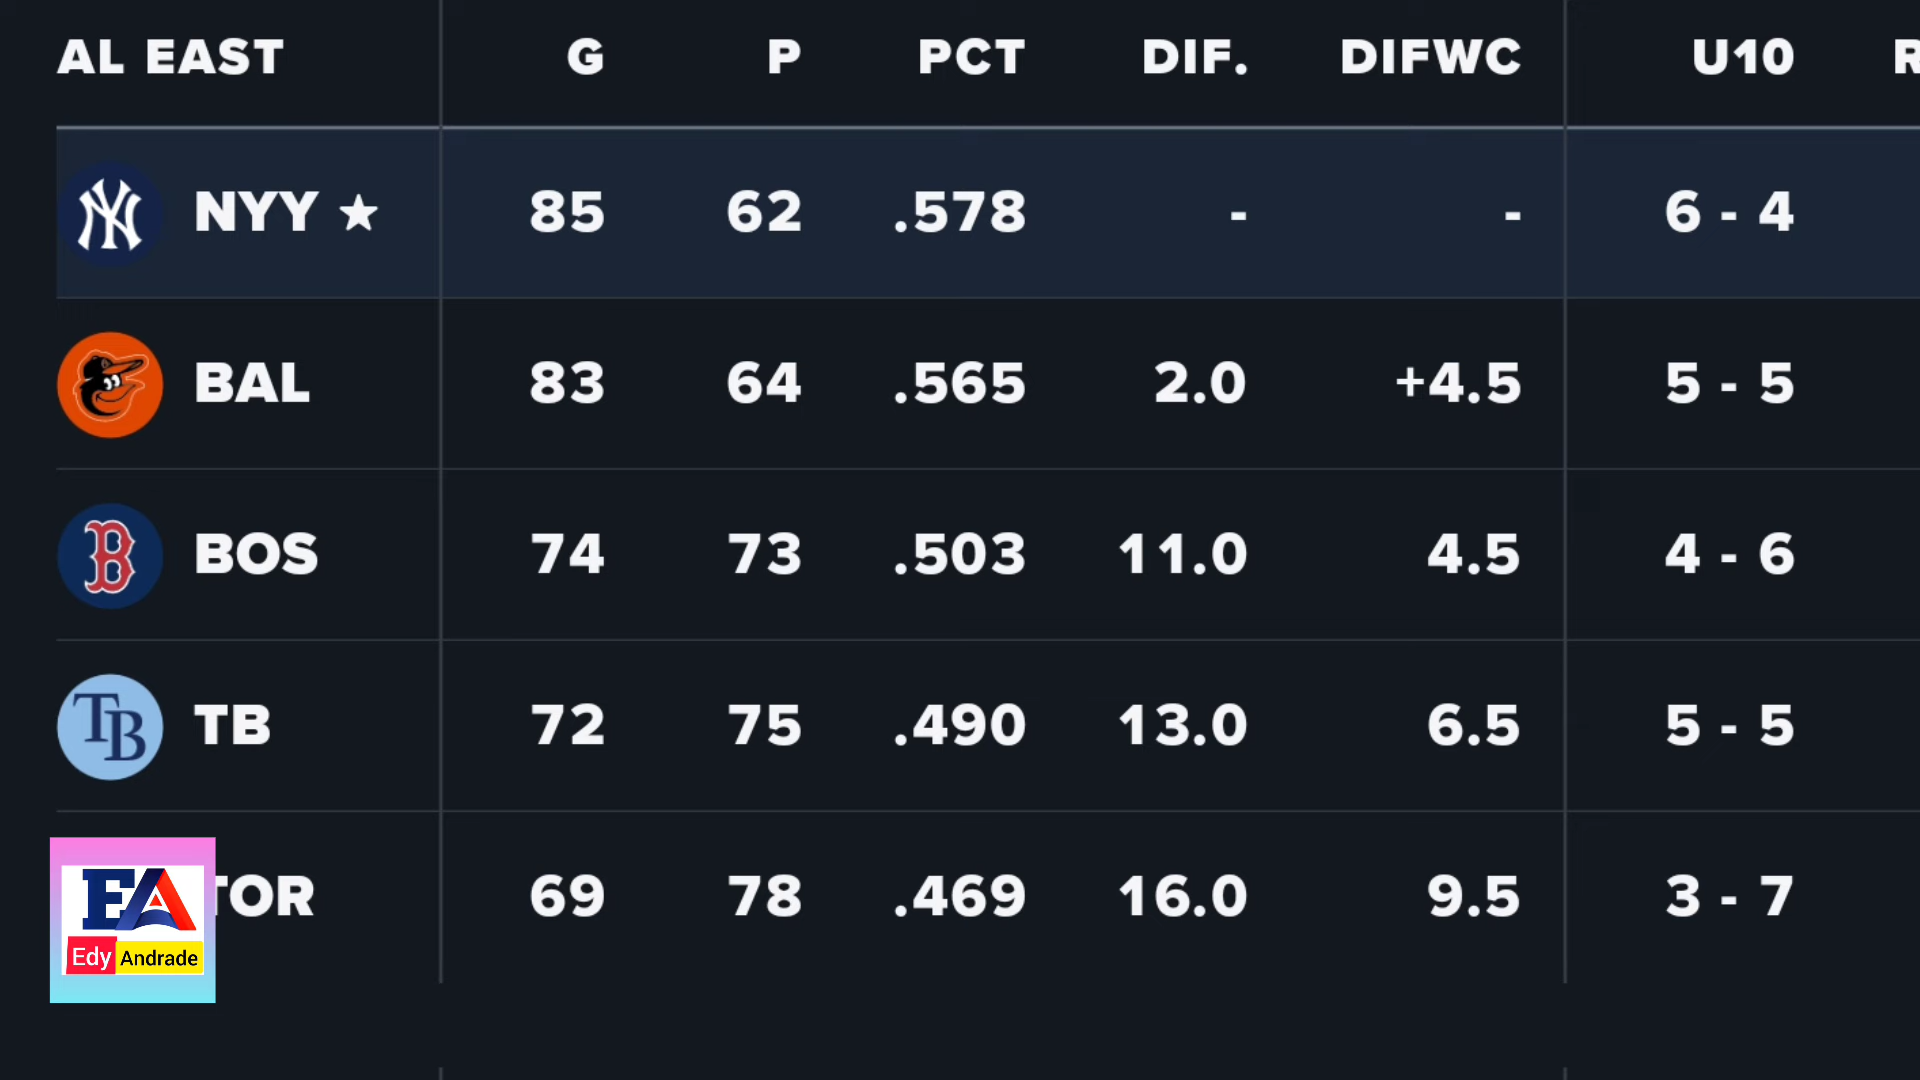 AL EAST G P PCT DIF. DIFWC U10 R
NYY ★ 85 62 .578 - - 6 - 4
BAL 83 64 .565 2.0 +4.5 5 - 5
B BOS 74 73 .503 11.0 4.5 4 - 6
TB TB 72 75 .490 13.0 6.5 5 - 5
TOR 69 78 .469 16.0 9.5 3 - 7
EA
Edy Andrade